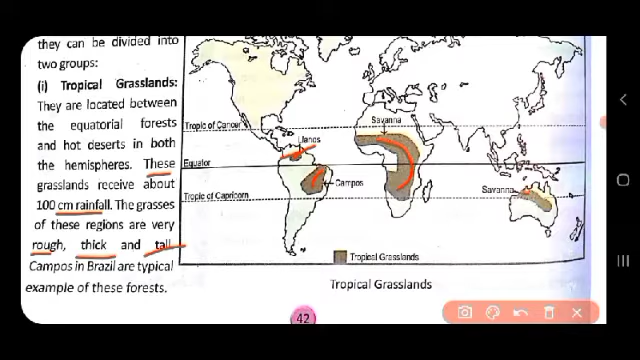 they can be divided into
two groups:
(i) Tropical Grasslands:
They are located between
the equatorial forests
and hot deserts in both
the hemispheres. These
grasslands receive about
100 cm rainfall. The grasses
of these regions are very
rough, thick and tall
Campos in Brazil are typical
example of these forests.
Tropic of Cancer
Savanna
Llanos
Equator
Campos
Savanna
Tropic of Capricorn
Tropical Grasslands
Tropical Grasslands
42